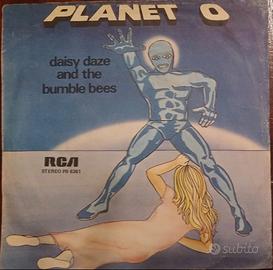 PLANET O
daisy daze
and the
bumble bees
RCA
STEREO PB 6361
subito